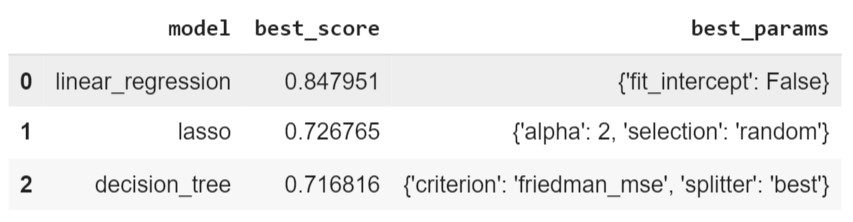 model best_score best_params
0 linear_regression 0.847951 {'fit_intercept': False}
1 lasso 0.726765 {'alpha': 2, 'selection': 'random'}
2 decision_tree 0.716816 {'criterion': 'friedman_mse', 'splitter': 'best'}